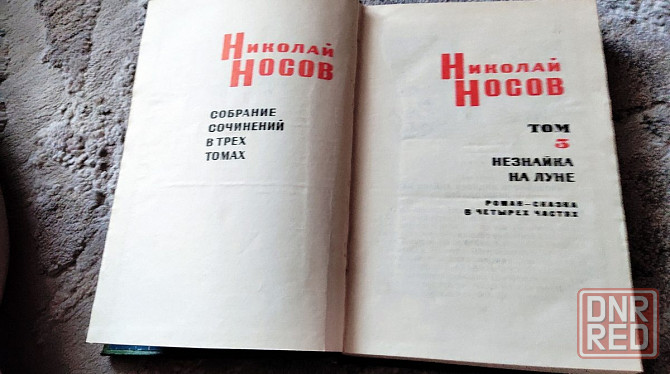 Николай
Носов
СОБРАНИЕ
СОЧИНЕНИЙ
В ТРЕХ
ТОМАХ
Николай
Носов
ТОМ
3
НЕЗНАЙКА
НА ЛУНЕ
РОМАН-СКАЗКА
В ЧЕТЫРЕХ ЧАСТЯХ
DNR
RED